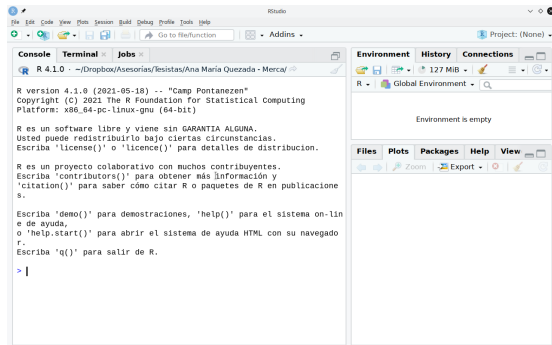 RStudio
File Edit Code View Plots Session Build Debug Profile Tools Help
Go to file/function Addins Project: (None)
Console Terminal Jobs
R 4.1.0 · ~/Dropbox/Asesorías/Tesistas/Ana María Quezada - Merca/
R version 4.1.0 (2021-05-18) -- "Camp Pontanezen"
Copyright (C) 2021 The R Foundation for Statistical Computing
Platform: x86_64-pc-linux-gnu (64-bit)
R es un software libre y viene sin GARANTIA ALGUNA.
Usted puede redistribuirlo bajo ciertas circunstancias.
Escriba 'license()' o 'licence()' para detalles de distribucion.
R es un proyecto colaborativo con muchos contribuyentes.
Escriba 'contributors()' para obtener más información y
'citation()' para saber cómo citar R o paquetes de R en publicacione
s.
Escriba 'demo()' para demostraciones, 'help()' para el sistema on-lin
e de ayuda,
o 'help.start()' para abrir el sistema de ayuda HTML con su navegado
r.
Escriba 'q()' para salir de R.
>
Environment History Connections
127 MiB
R Global Environment
Environment is empty
Files Plots Packages Help View
Zoom Export